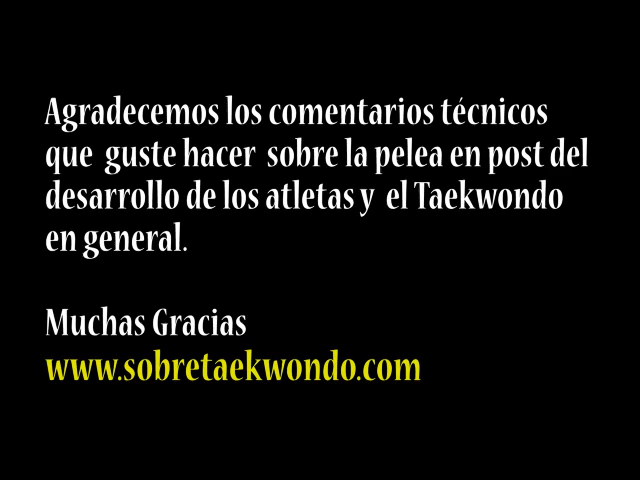 Agradecemos los comentarios técnicos
que guste hacer sobre la pelea en post del
desarrollo de los atletas y el Taekwondo
en general.
Muchas Gracias
www.sobretaekwondo.com